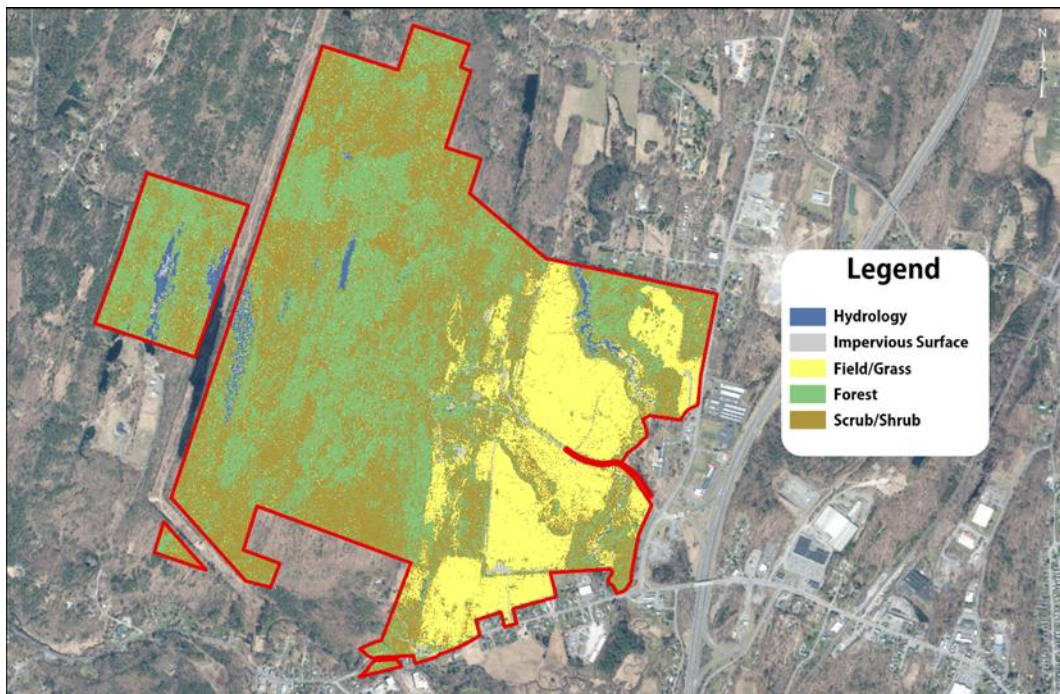 N
Legend
Hydrology
Impervious Surface
Field/Grass
Forest
Scrub/Shrub